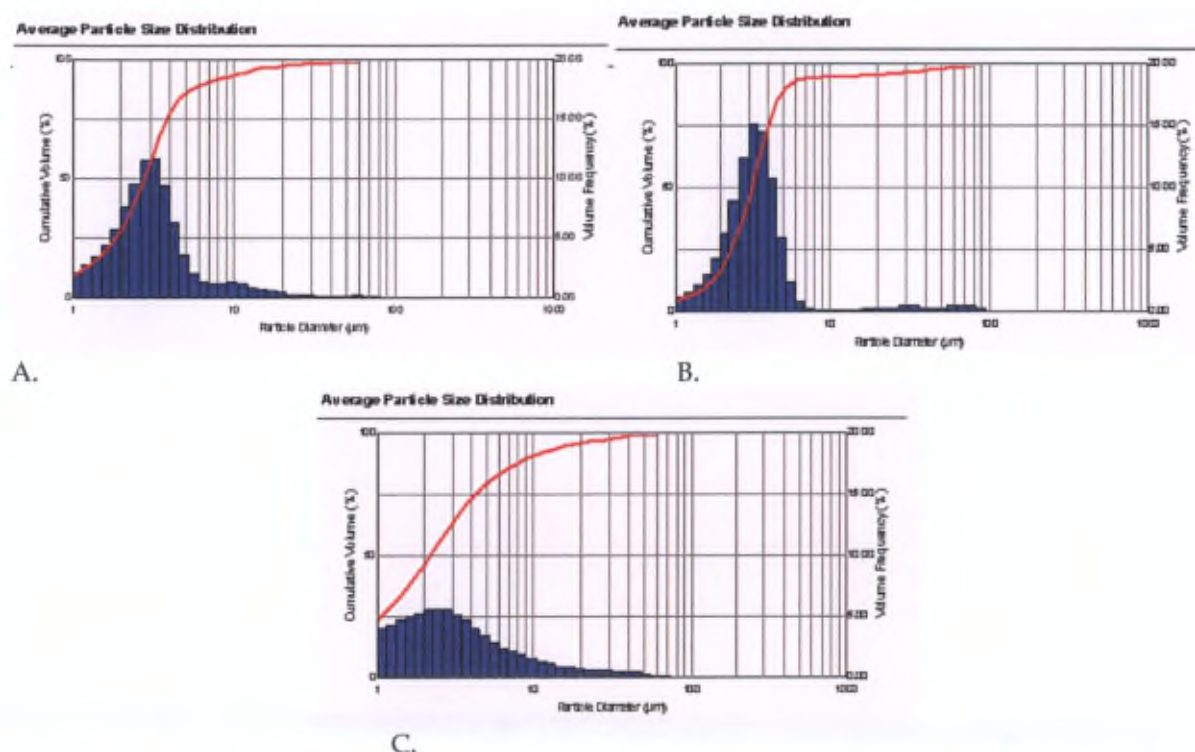 Average Particle Size Distribution
100
50
0
Cumulative Volume (%)
20.00
15.00
10.00
5.00
0.00
Volume Frequency (%)
1
10
100
1000
Particle Diameter (µm)
A.
Average Particle Size Distribution
100
50
0
Cumulative Volume (%)
20.00
15.00
10.00
5.00
0.00
Volume Frequency (%)
1
10
100
1000
Particle Diameter (µm)
B.
Average Particle Size Distribution
100
50
0
Cumulative Volume (%)
20.00
15.00
10.00
5.00
0.00
Volume Frequency (%)
1
10
100
1000
Particle Diameter (µm)
C.